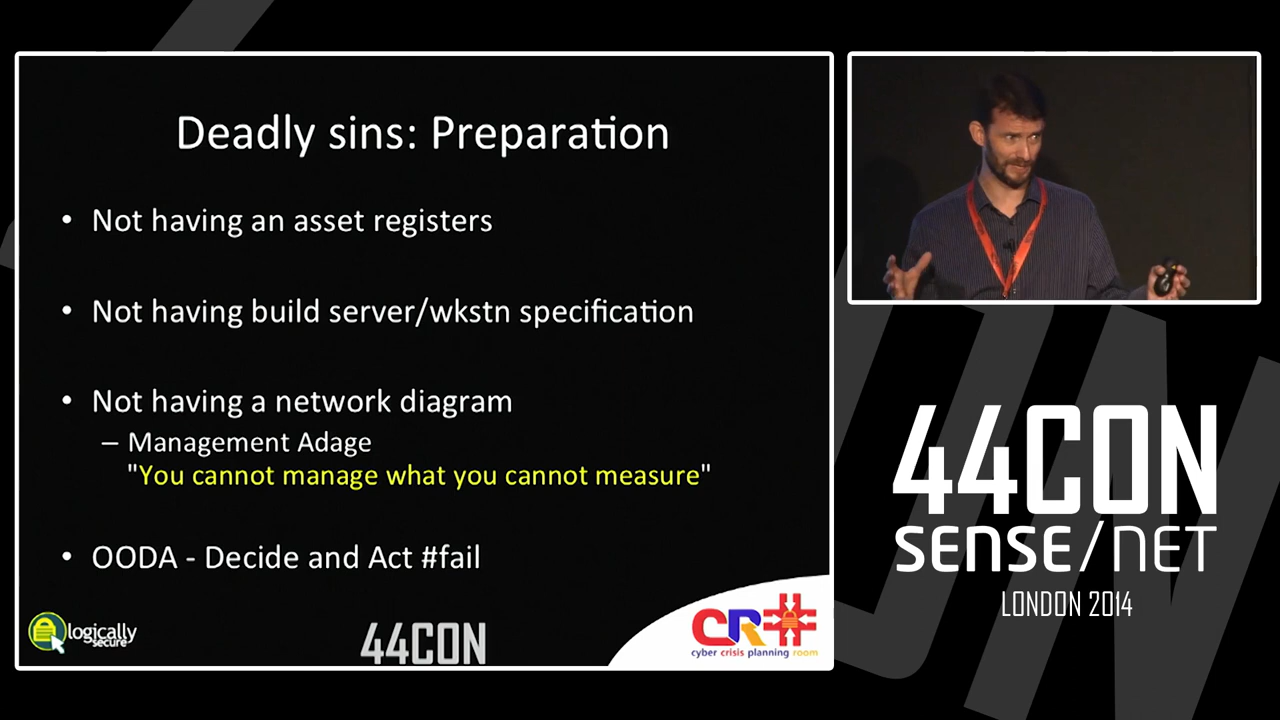 Deadly sins: Preparation
• Not having an asset registers
• Not having build server/wkstn specification
• Not having a network diagram
– Management Adage
"You cannot manage what you cannot measure"
• OODA - Decide and Act #fail
logically
secure
44CON
CR
cyber crisis planning room
44CON
SENSE/NET
LONDON 2014